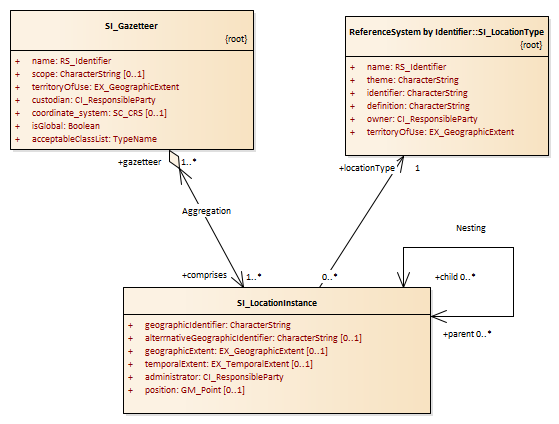 SI_Gazetteer
{root}
+ name: RS_Identifier
+ scope: CharacterString [0..1]
+ territoryOfUse: EX_GeographicExtent
+ custodian: CI_ResponsibleParty
+ coordinate_system: SC_CRS [0..1]
+ isGlobal: Boolean
+ acceptableClassList: TypeName
ReferenceSystem by Identifier::SI_LocationType
{root}
+ name: RS_Identifier
+ theme: CharacterString
+ identifier: CharacterString
+ definition: CharacterString
+ owner: CI_ResponsibleParty
+ territoryOfUse: EX_GeographicExtent
+gazetteer 1..*
+locationType 1
Aggregation
Nesting
+comprises 1..*
0..*
+child 0..*
+parent 0..*
SI_LocationInstance
+ geographicIdentifier: CharacterString
+ alternativeGeographicIdentifier: CharacterString [0..1]
+ geographicExtent: EX_GeographicExtent [0..1]
+ temporalExtent: EX_TemporalExtent [0..1]
+ administrator: CI_ResponsibleParty
+ position: GM_Point [0..1]